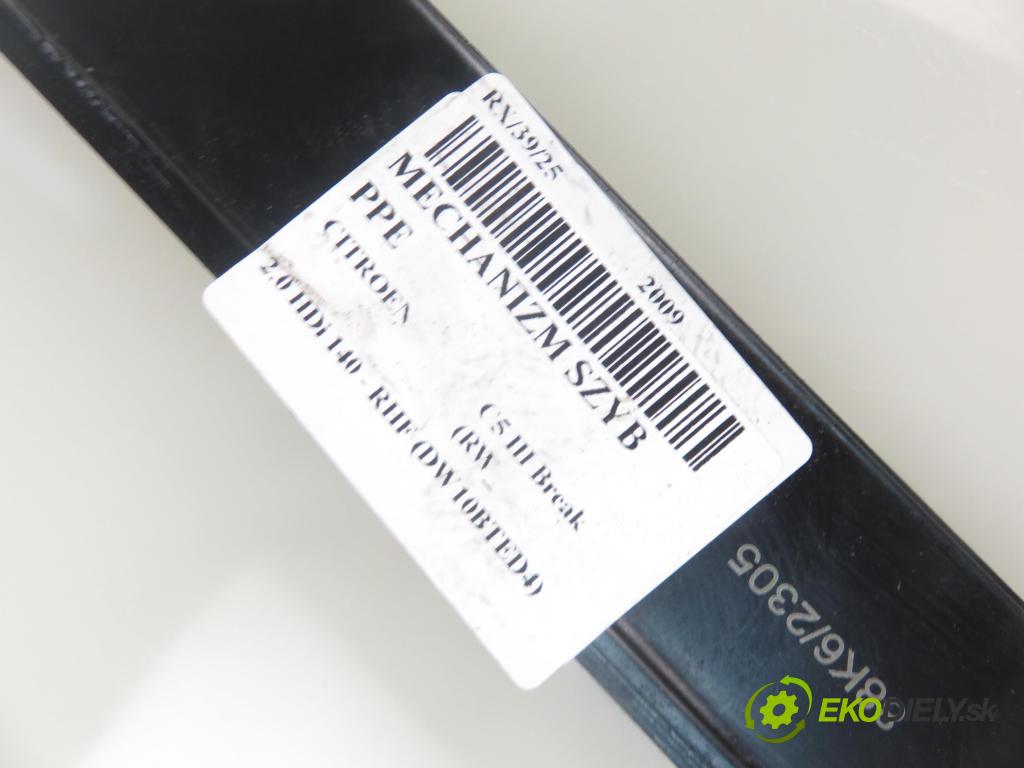 RX/39/25
2009
MECHANIZM SZYB
PPE
CITROEN
C5 III Break
(RW_
2.0 HDi 140 - RHF (DW10BTED4)
8K6/2305
EKODIELY.sk